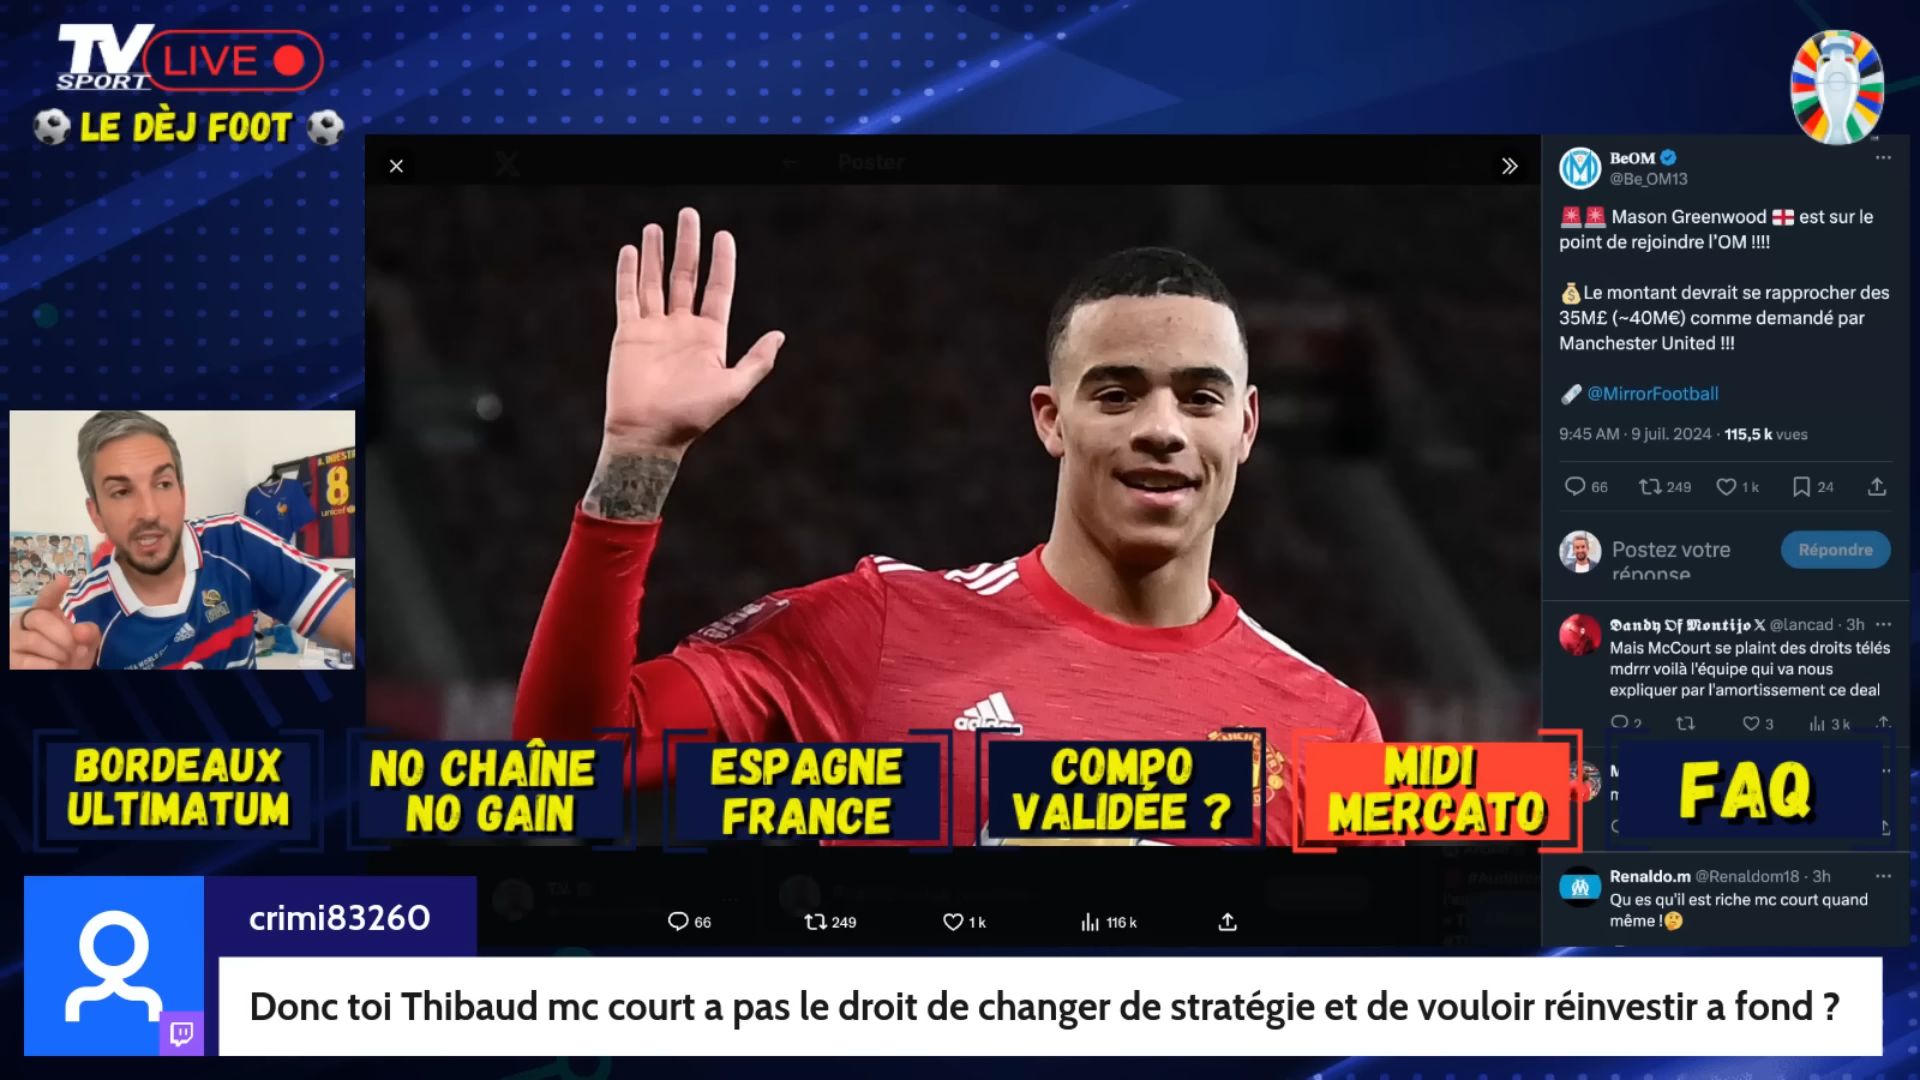 TV
SPORT
LIVE
LE DÈJ FOOT
Poster
BeOM
@Be_OM13
🚨🚨 Mason Greenwood 🏴󠁧󠁢󠁥󠁮󠁧󠁿 est sur le
point de rejoindre l'OM !!!!
💰Le montant devrait se rapprocher des
35M£ (~40M€) comme demandé par
Manchester United !!!
🗞️ @MirrorFootball
9:45 AM · 9 juil. 2024 · 115,5 k vues
66 249 1 k 24
Postez votre
réponse
Répondre
Dandy Of Montijo X @lancad · 3h
Mais McCourt se plaint des droits télés
mdrrr voilà l'équipe qui va nous
expliquer par l'amortissement ce deal
2 3 3 k
8
unicef
adidas
BORDEAUX
ULTIMATUM
NO CHAÎNE
NO GAIN
ESPAGNE
FRANCE
COMPO
VALIDÉE ?
MIDI
MERCATO
FAQ
Renaldo.m @Renaldom18 · 3h
Qu es qu'il est riche mc court quand
même !🤔
66 249 1 k 116 k
crimi83260
Donc toi Thibaud mc court a pas le droit de changer de stratégie et de vouloir réinvestir a fond ?